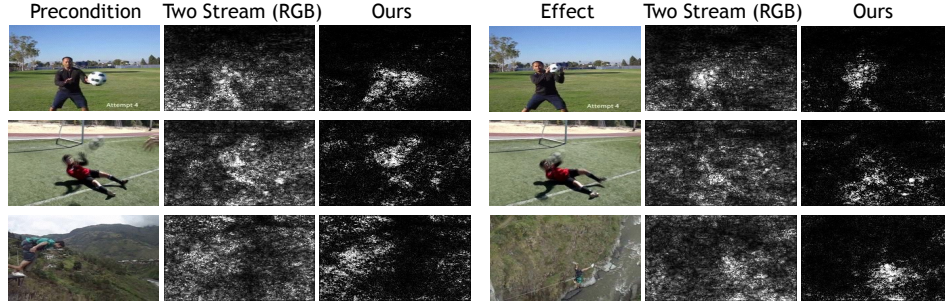 Precondition Two Stream (RGB) Ours Effect Two Stream (RGB) Ours
Attempt 4 Attempt 4